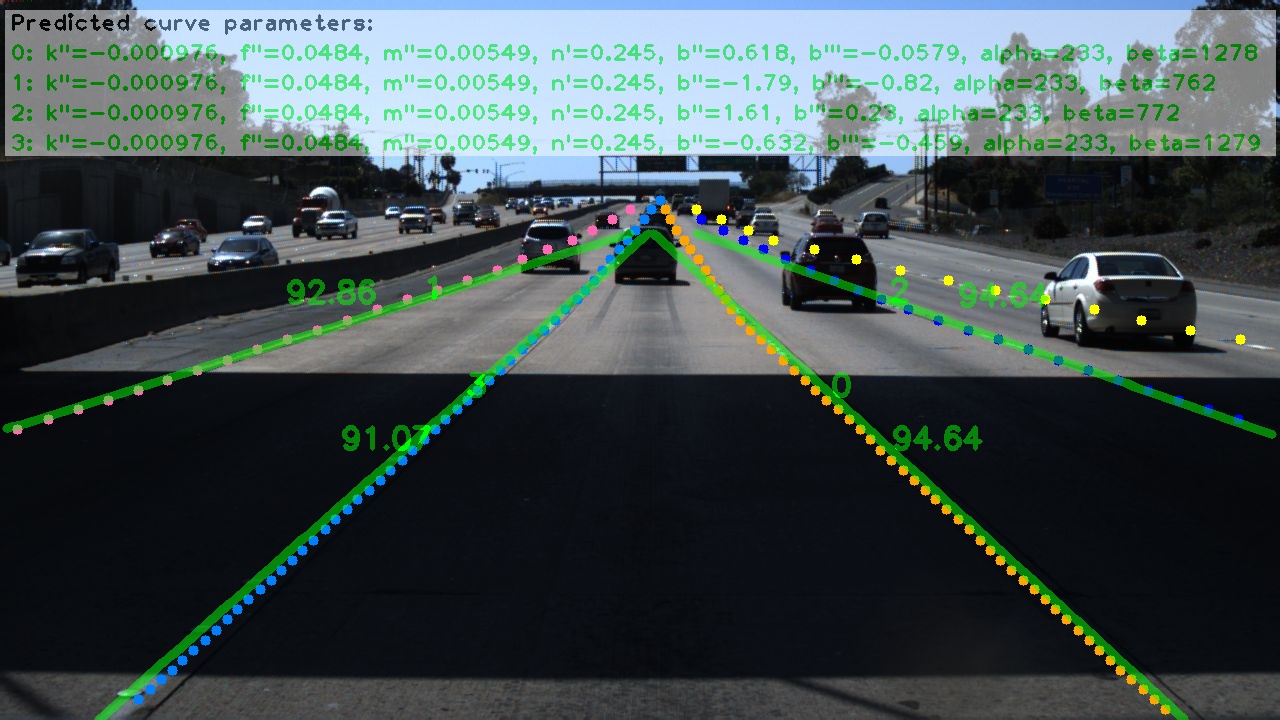 Predicted curve parameters:
0: k''=-0.000976, f''=0.0484, m''=0.00549, n'=0.245, b''=0.618, b'''=-0.0579, alpha=233, beta=1278
1: k''=-0.000976, f''=0.0484, m''=0.00549, n'=0.245, b''=-1.79, b'''=-0.82, alpha=233, beta=762
2: k''=-0.000976, f''=0.0484, m''=0.00549, n'=0.245, b''=1.61, b'''=0.23, alpha=233, beta=772
3: k''=-0.000976, f''=0.0484, m''=0.00549, n'=0.245, b''=-0.632, b'''=-0.459, alpha=233, beta=1279
92.86 1 2 94.64
3 0
91.07 94.64